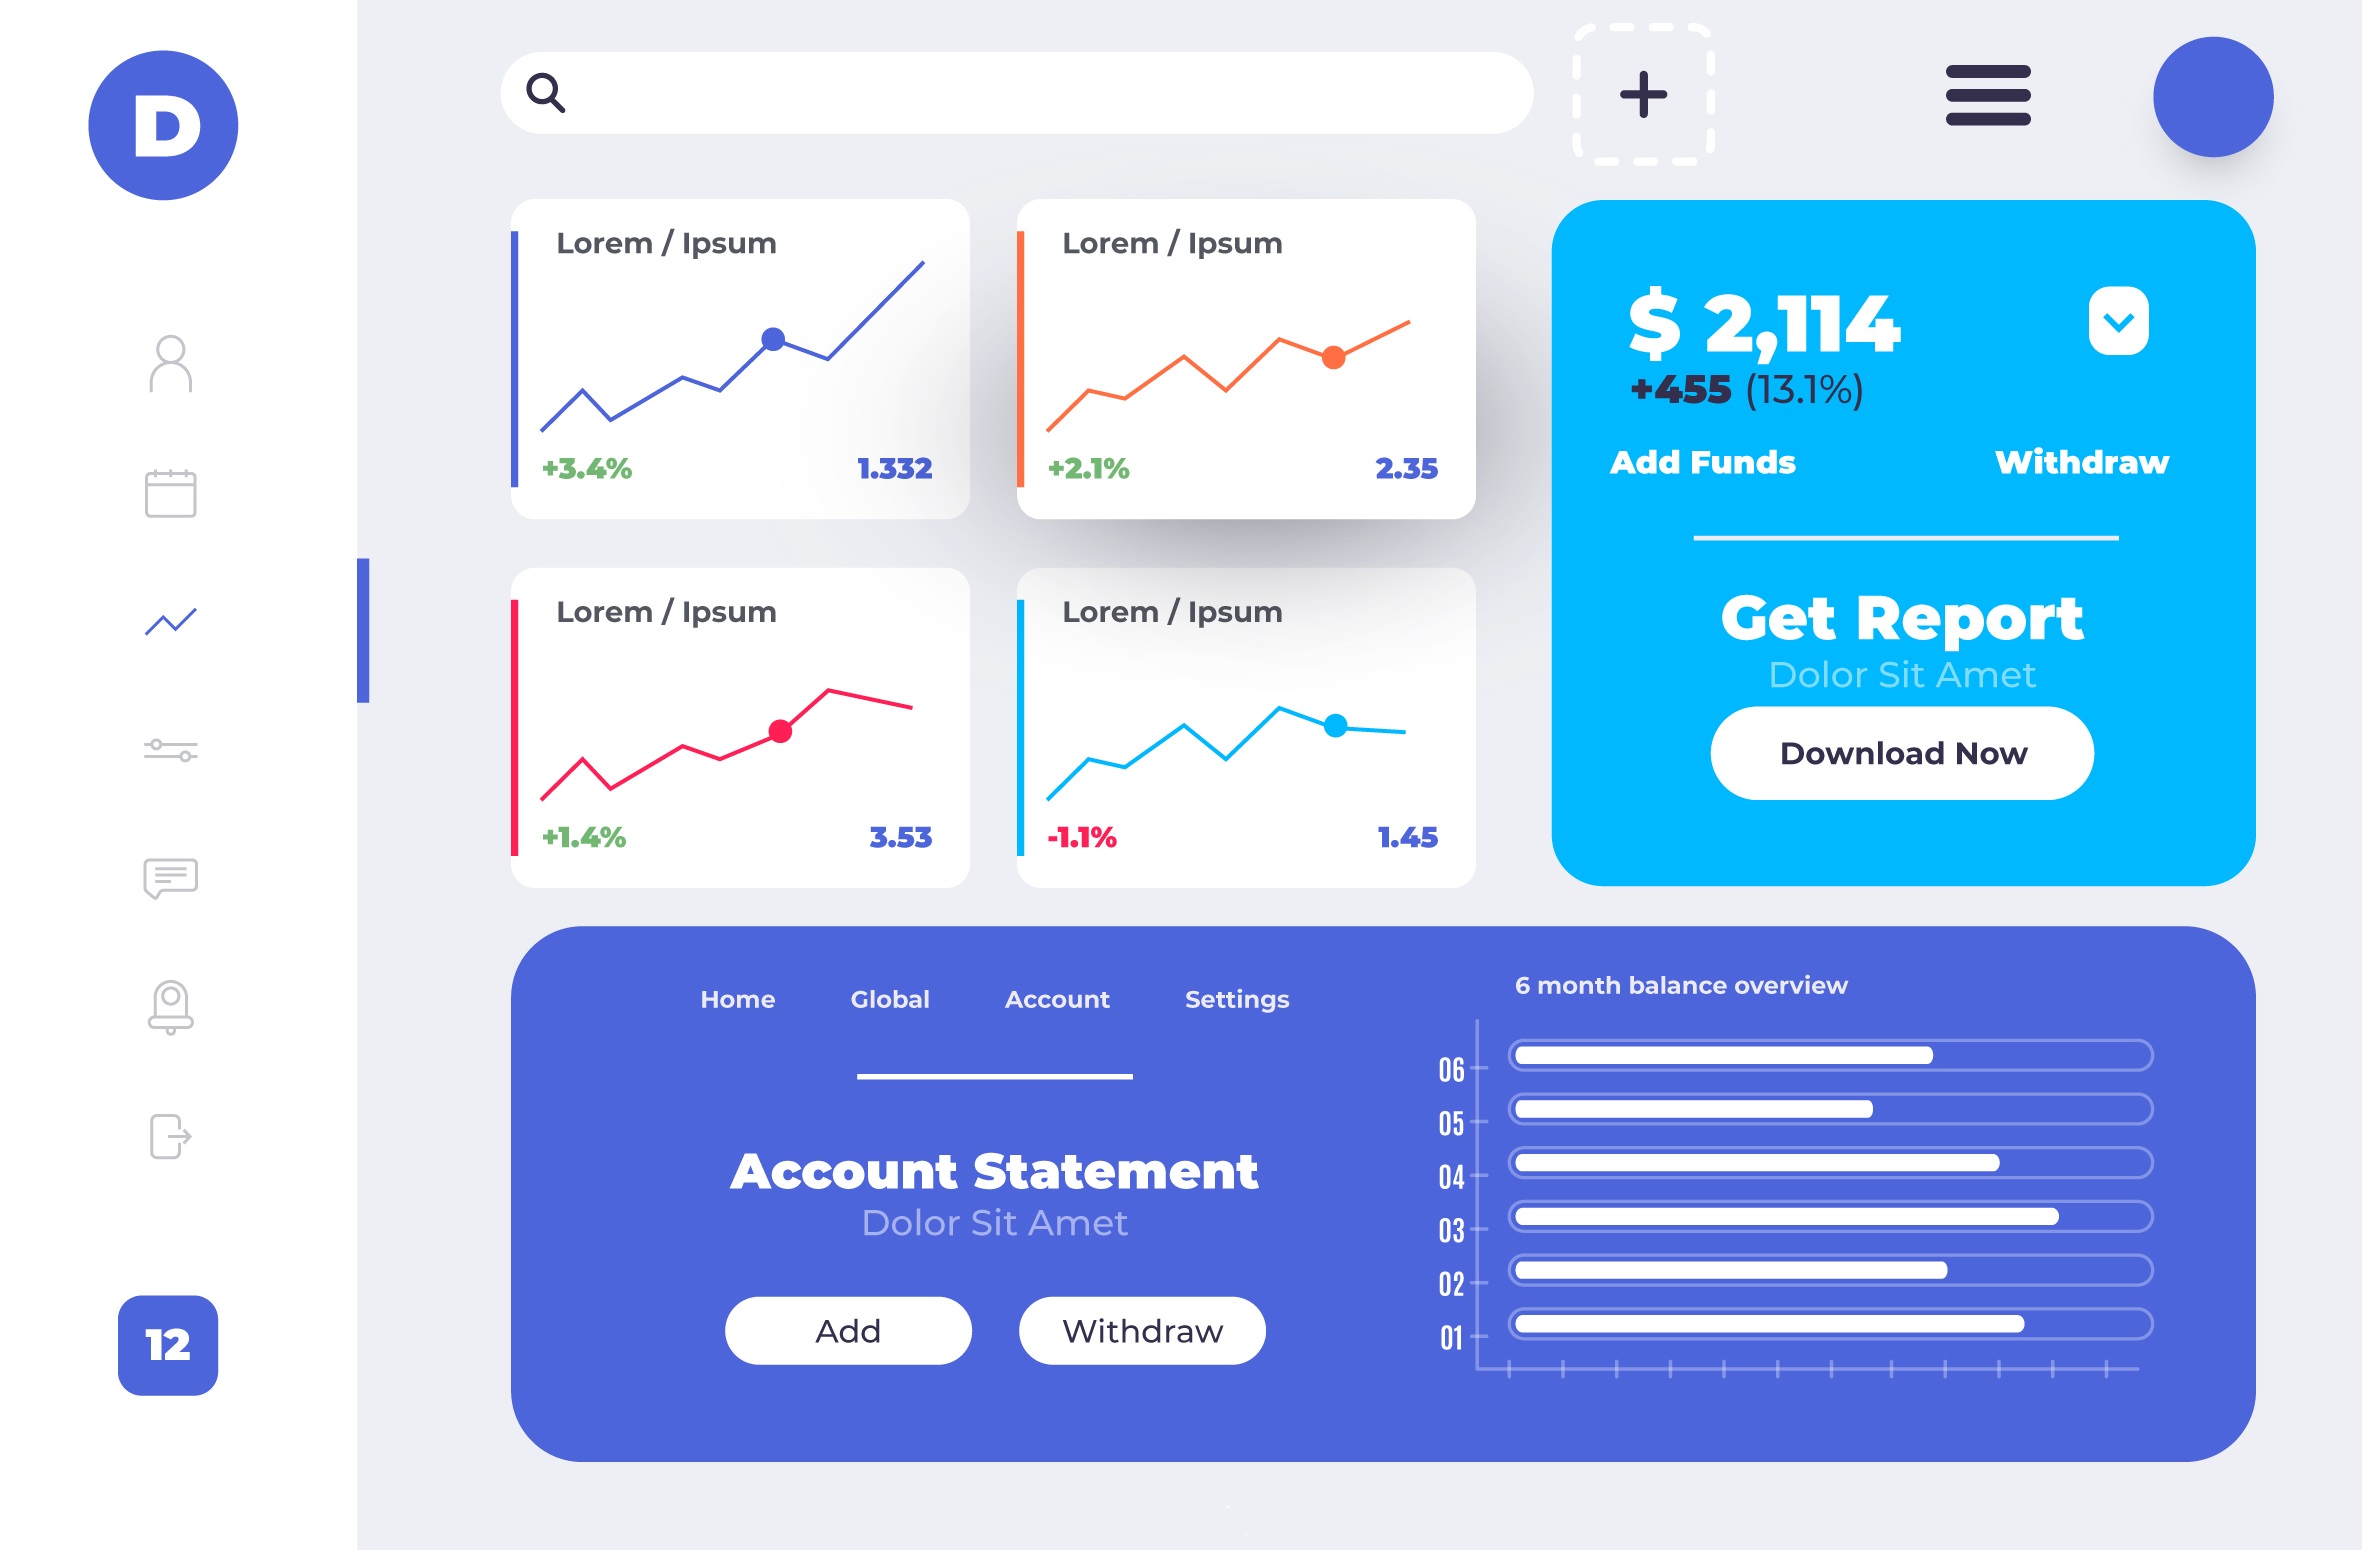 D
12
Lorem / Ipsum
+3.4% 1.332
Lorem / Ipsum
+2.1% 2.35
Lorem / Ipsum
+1.4% 3.53
Lorem / Ipsum
-1.1% 1.45
$ 2,114
+455 (13.1%)
Add Funds Withdraw
Get Report
Dolor Sit Amet
Download Now
Home Global Account Settings
Account Statement
Dolor Sit Amet
Add Withdraw
6 month balance overview
06
05
04
03
02
01